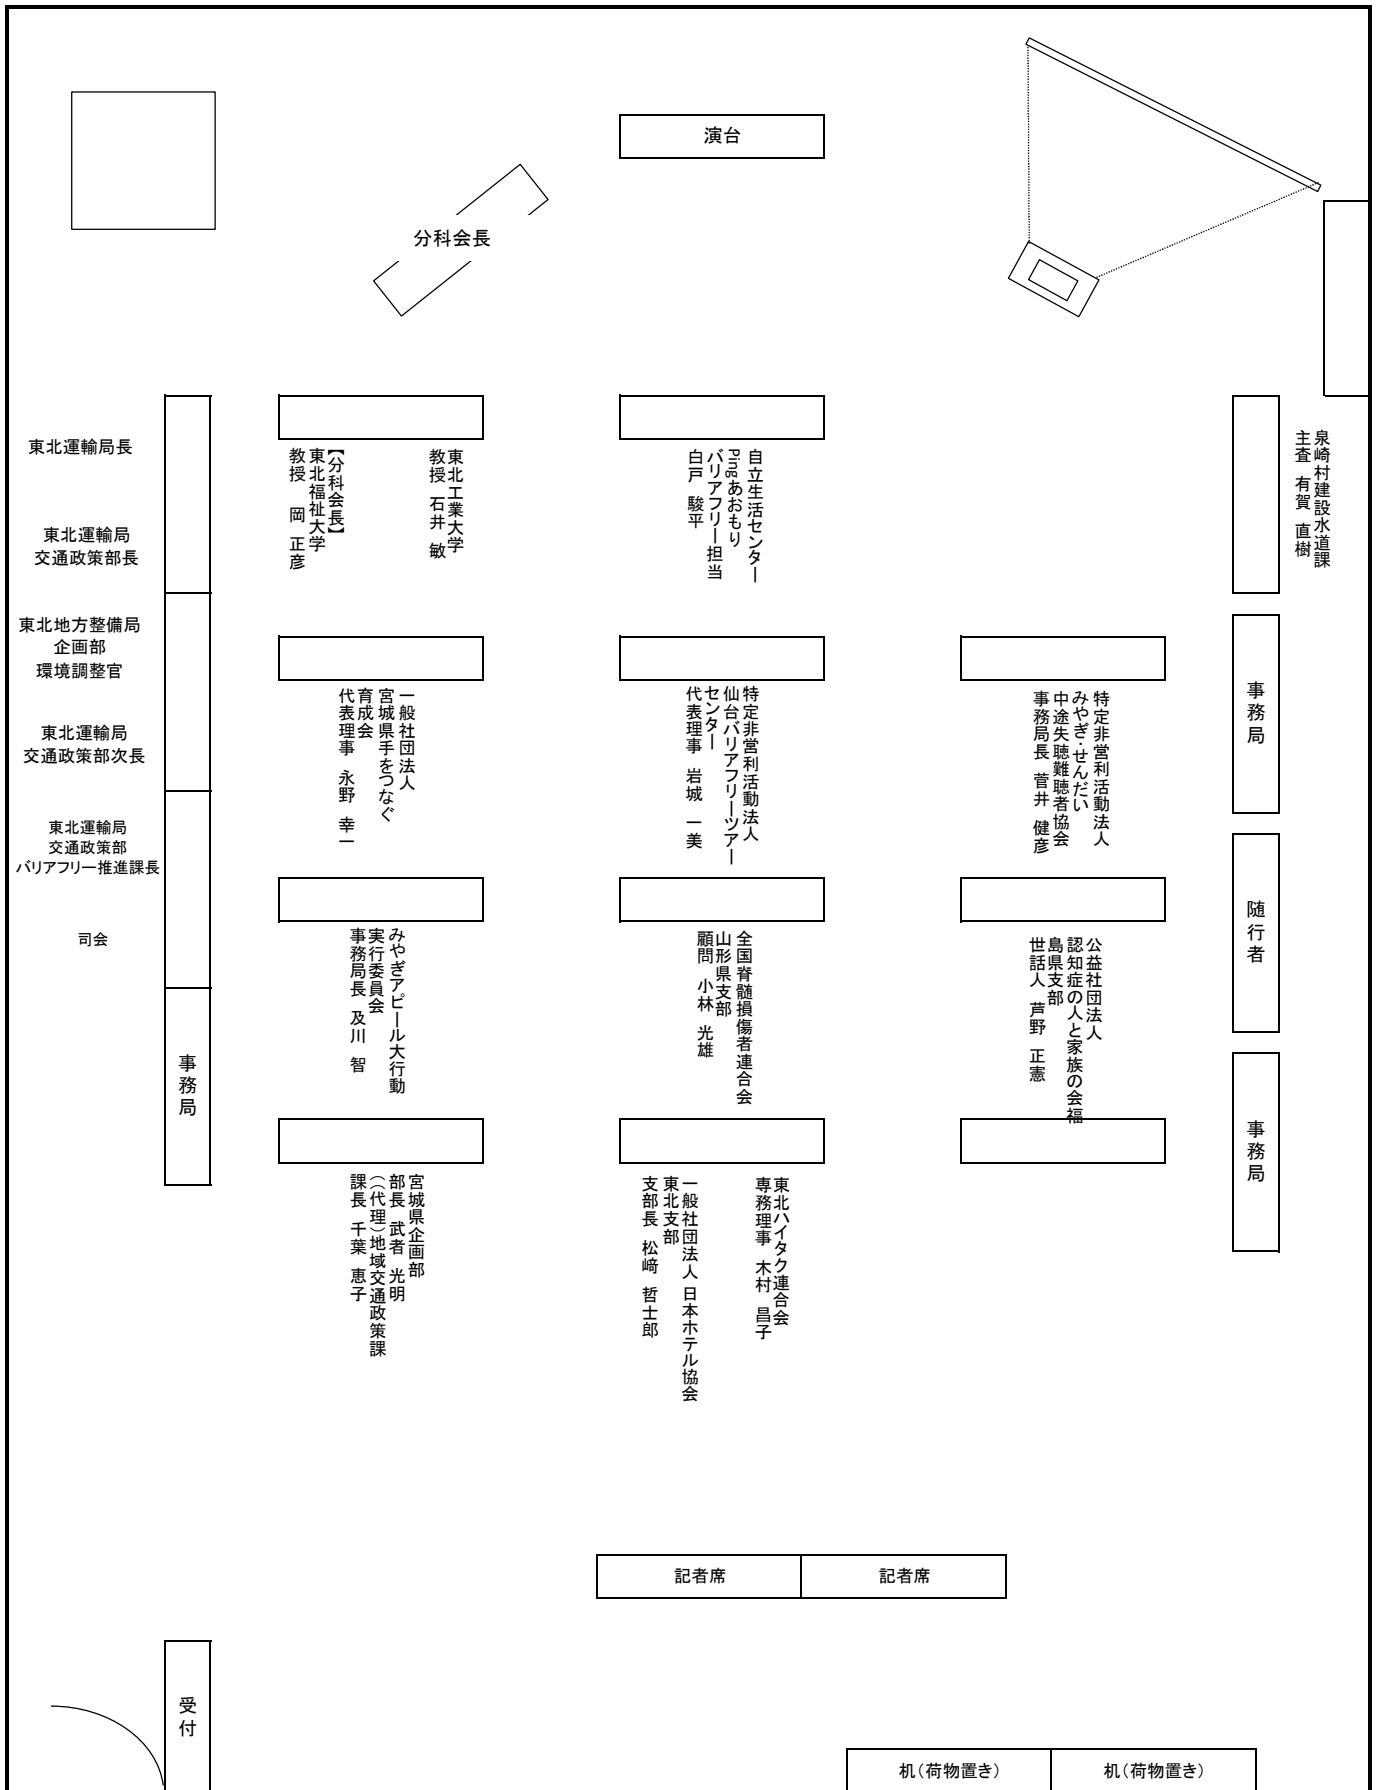 演台
分科会長
東北運輸局長
東北運輸局
交通政策部長
東北地方整備局
企画部
環境調整官
東北運輸局
交通政策部次長
東北運輸局
交通政策部
バリアフリー推進課長
司会
事務局
【分科会長】
東北福祉大学
教授　岡　正彦
東北工業大学
教授　石井　敏
自立生活センター
Pingあおもり
バリアフリー担当
白戸　駿平
泉崎村建設水道課
主査　有賀　直樹
一般社団法人
宮城県手をつなぐ
育成会
代表理事　永野　幸一
特定非営利活動法人
仙台バリアフリーツアー
センター
代表理事　岩城　一美
特定非営利活動法人
みやぎ・せんだい
中途失聴難聴者協会
事務局長　菅井　健彦
事務局
みやぎアピール大行動
実行委員会
事務局長　及川　智
全国脊髄損傷者連合会
山形県支部
顧問　小林　光雄
公益社団法人
認知症の人と家族の会福
島県支部
世話人　芦野　正憲
随行者
事務局
宮城県企画部
部長　武者　光明
（（代理）地域交通政策課
課長　千葉　恵子
東北ハイタク連合会
専務理事　木村　昌子
一般社団法人 日本ホテル協会
東北支部
支部長　松﨑　哲士郎
記者席
記者席
受付
机（荷物置き）
机（荷物置き）